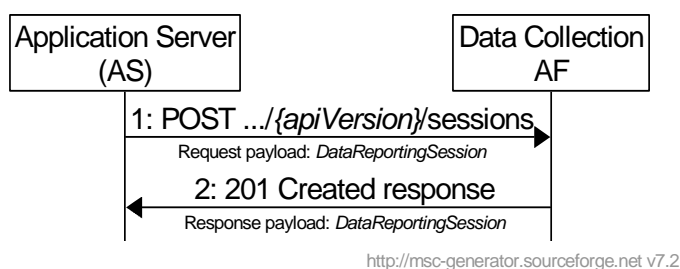 Application Server
(AS)
Data Collection
AF
1: POST .../{apiVersion}/sessions
Request payload: DataReportingSession
2: 201 Created response
Response payload: DataReportingSession
http://msc-generator.sourceforge.net v7.2